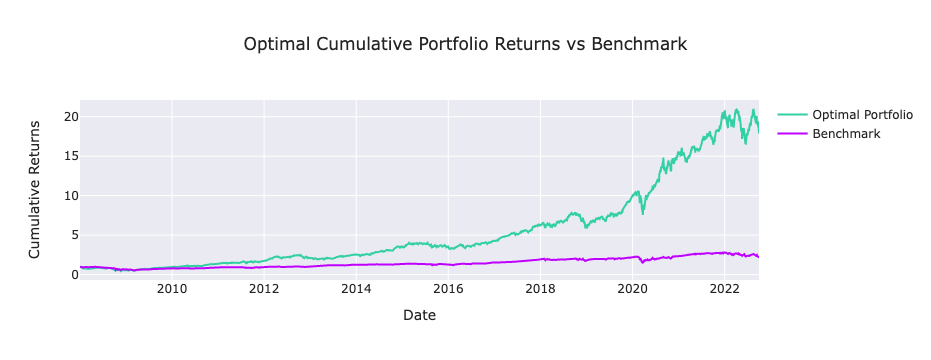 Optimal Cumulative Portfolio Returns vs Benchmark
Cumulative Returns
20
15
10
5
0
2010 2012 2014 2016 2018 2020 2022
Date
Optimal Portfolio
Benchmark